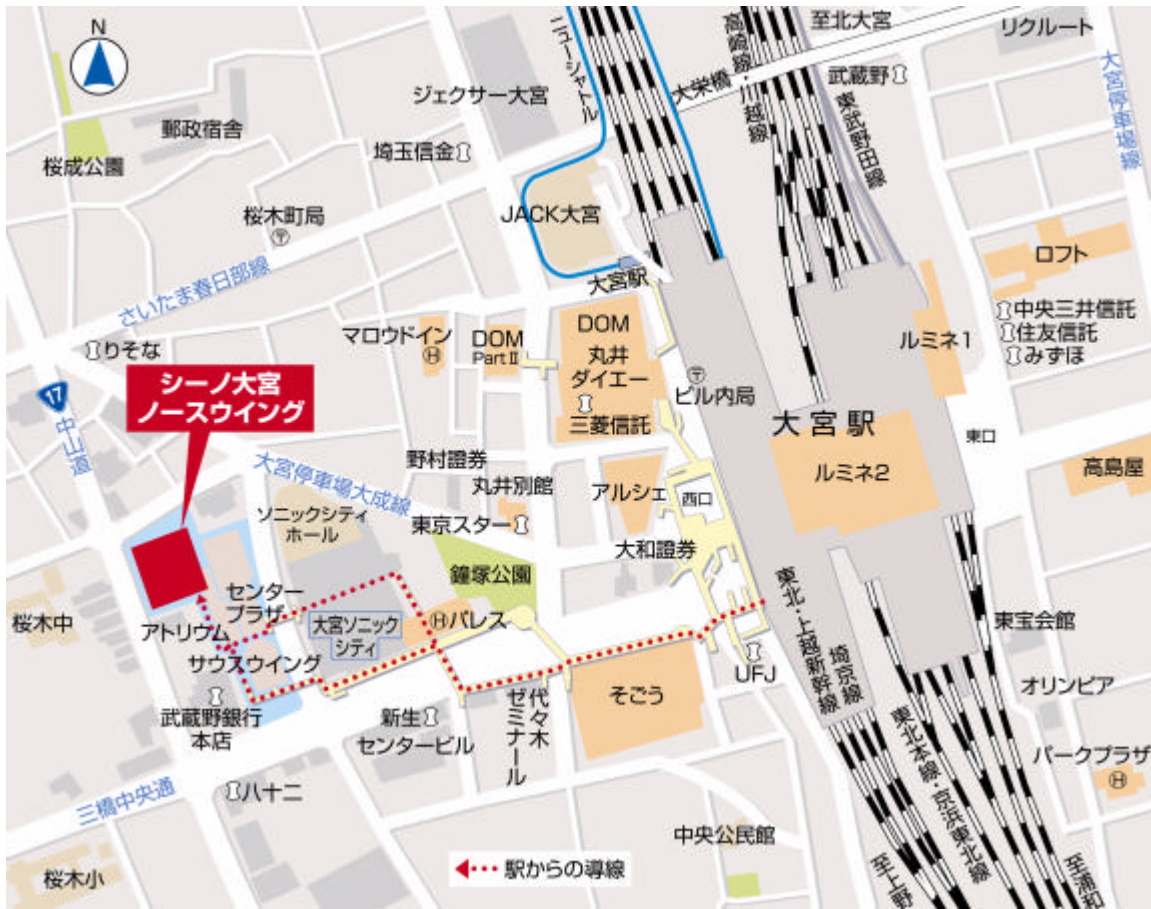 N
ニューシャトル
高崎線・川越線
至北大宮
リクルート
大栄橋
武蔵野
大宮停車場線
東武野田線
ジェクサー大宮
郵政宿舎
埼玉信金
桜成公園
桜木町局
JACK大宮
ロフト
さいたま春日部線
大宮駅
中央三井信託
住友信託
みずほ
マロウドイン
H
DOM
Part II
DOM
丸井
ダイエー
三菱信託
ルミネ1
りそな
ビル内局
シーノ大宮
ノースウイング
17
中山道
大宮駅
東口
ルミネ2
高島屋
野村證券
大宮停車場大成線
丸井別館
アルシェ
西口
ソニックシティ
ホール
東京スター
大和證券
鐘塚公園
センター
プラザ
桜木中
アトリウム
大宮ソニック
シティ
Hパレス
東北・上越新幹線
埼京線
東宝会館
サウスウイング
UFJ
そごう
オリンピア
武蔵野銀行
本店
新生
センタービル
代々木
ゼミナール
東北本線・京浜東北線
パークプラザ
H
八十二
三橋中央通
中央公民館
桜木小
駅からの導線
至上野
至浦和